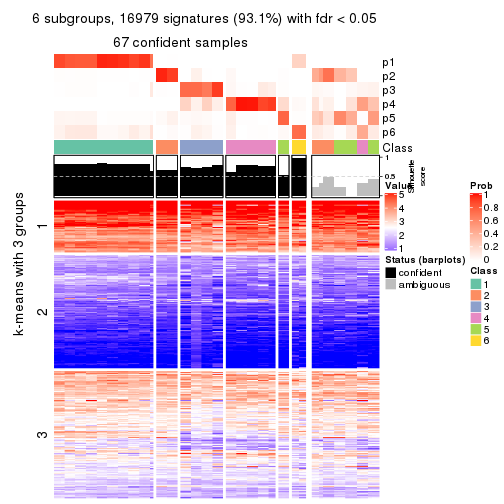 6 subgroups, 16979 signatures (93.1%) with fdr < 0.05
67 confident samples
p1
p2
p3
p4
p5
p6
Class
1
0.5
0
Silhouette
score
k-means with 3 groups
1
2
3
Value
5
4
3
2
1
Status (barplots)
confident
ambiguous
Prob
1
0.8
0.6
0.4
0.2
0
Class
1
2
3
4
5
6